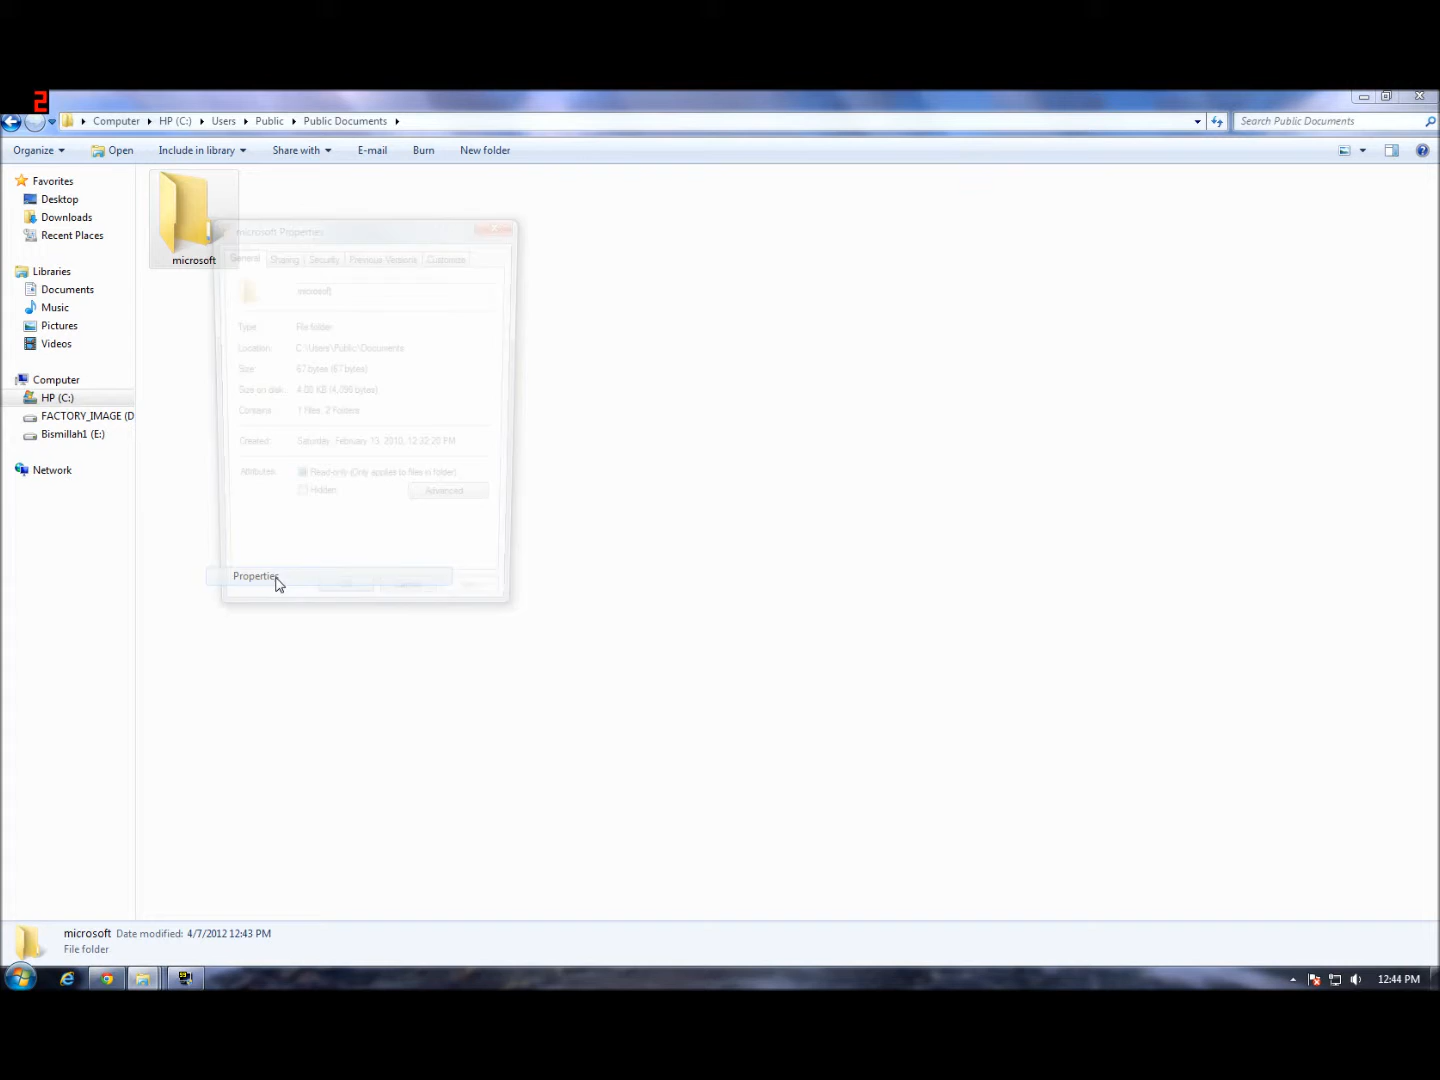 2
Computer HP (C:) Users Public Public Documents
Search Public Documents
Organize Open Include in library Share with E-mail Burn New folder
Favorites
Desktop
Downloads
Recent Places
Libraries
Documents
Music
Pictures
Videos
Computer
HP (C:)
FACTORY_IMAGE (D
Bismillah1 (E:)
Network
microsoft
microsoft Properties
General Sharing Security Previous Versions Customize
microsoft
Type: File folder
Location: C:\Users\Public\Documents
Size: 67 bytes (67 bytes)
Size on disk: 4.00 KB (4,096 bytes)
Contains: 1 Files, 2 Folders
Created: Saturday, February 13, 2010, 12:32:20 PM
Attributes: Read-only (Only applies to files in folder)
Hidden Advanced...
Properties
microsoft Date modified: 4/7/2012 12:43 PM
File folder
12:44 PM